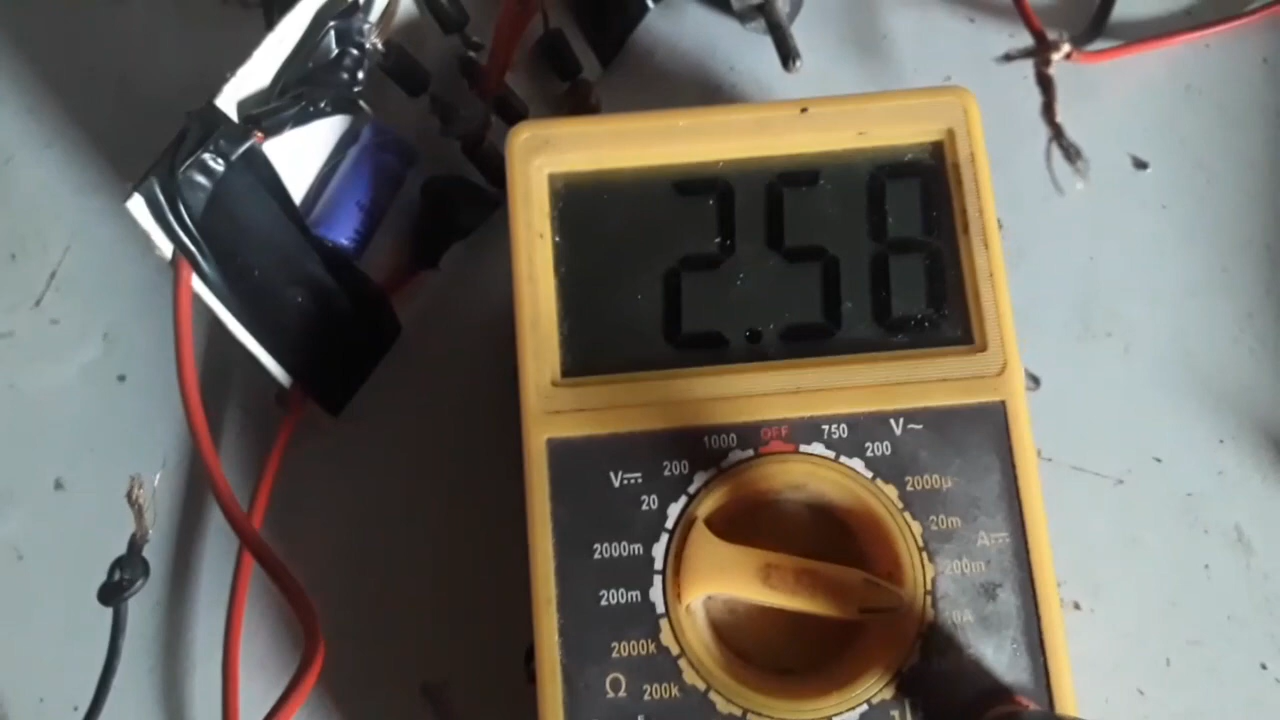 2.58
1000 OFF 750 V~
V⎓ 200 200
20 2000µ
2000m 20m
A⎓
200m 200m
10A
2000k
Ω 200k